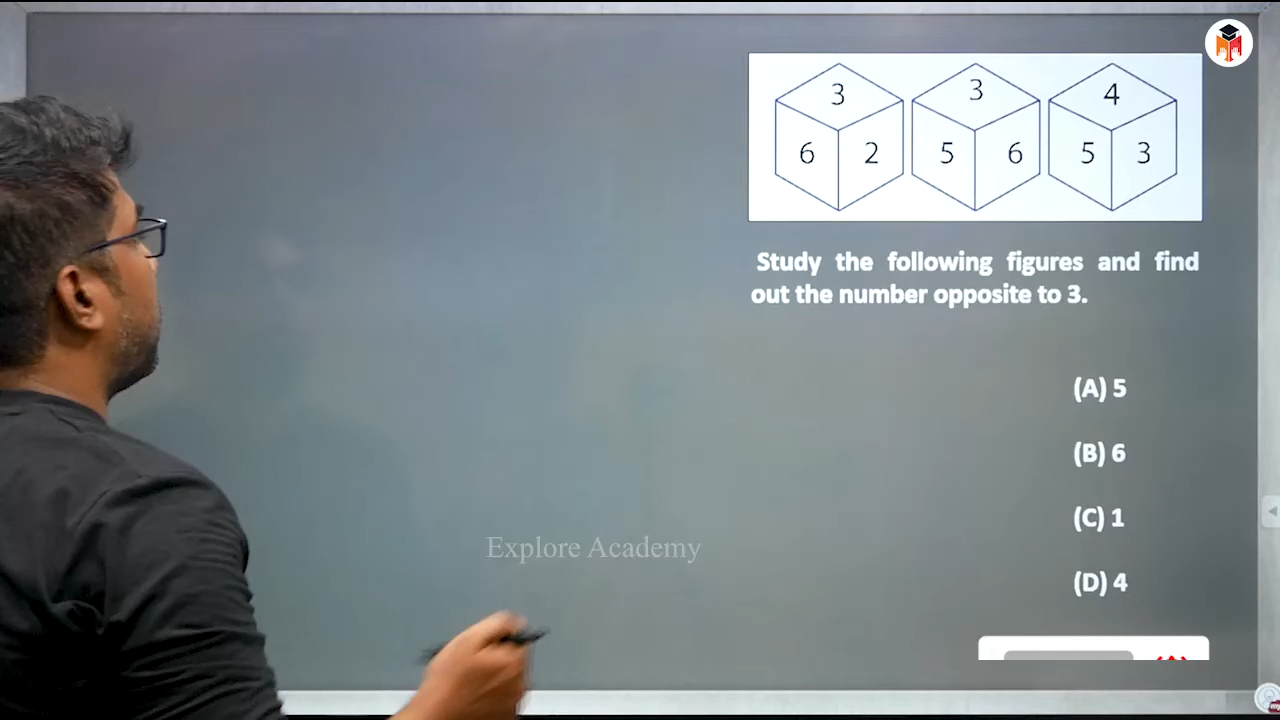 3
3
4
6 2
5 6
5 3
Study the following figures and find
out the number opposite to 3.
(A) 5
(B) 6
(C) 1
(D) 4
Explore Academy